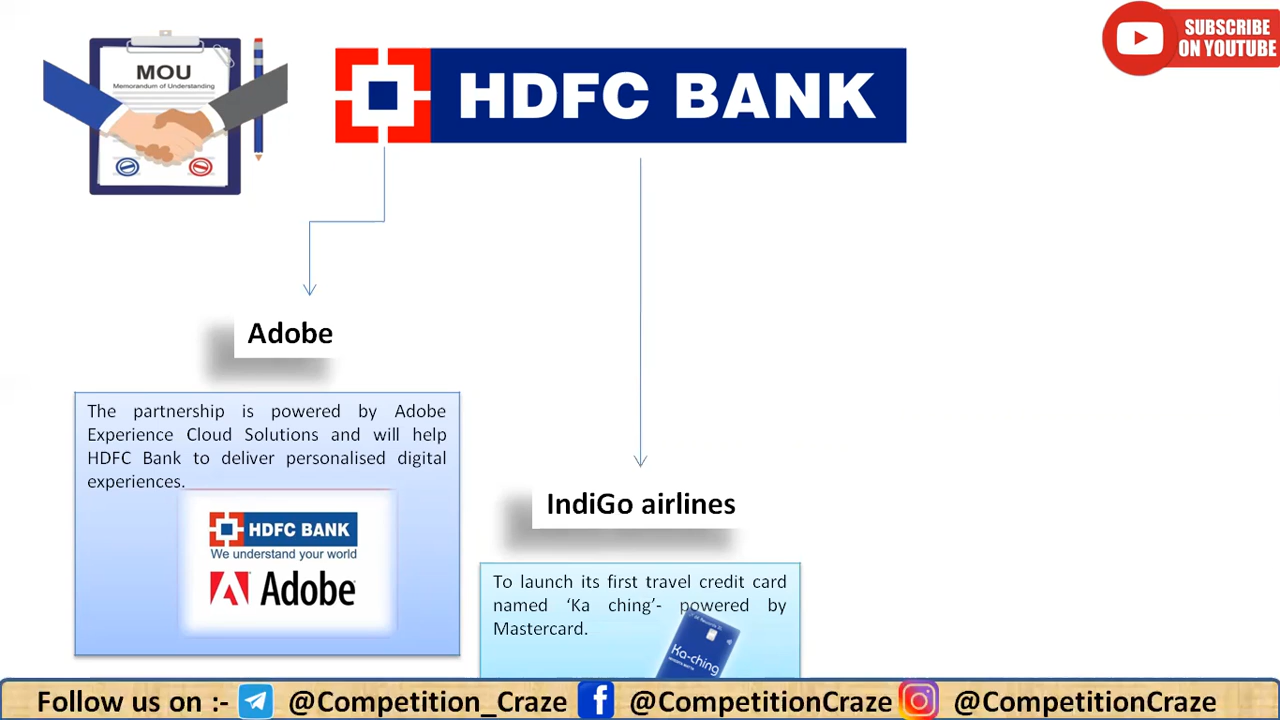 MOU
Memorandum of Understanding
HDFC BANK
SUBSCRIBE
ON YOUTUBE
Adobe
The partnership is powered by Adobe
Experience Cloud Solutions and will help
HDFC Bank to deliver personalised digital
experiences.
HDFC BANK
We understand your world
Adobe
IndiGo airlines
To launch its first travel credit card
named ‘Ka ching’- powered by
Mastercard.
Ka-ching
Follow us on :- @Competition_Craze @CompetitionCraze @CompetitionCraze